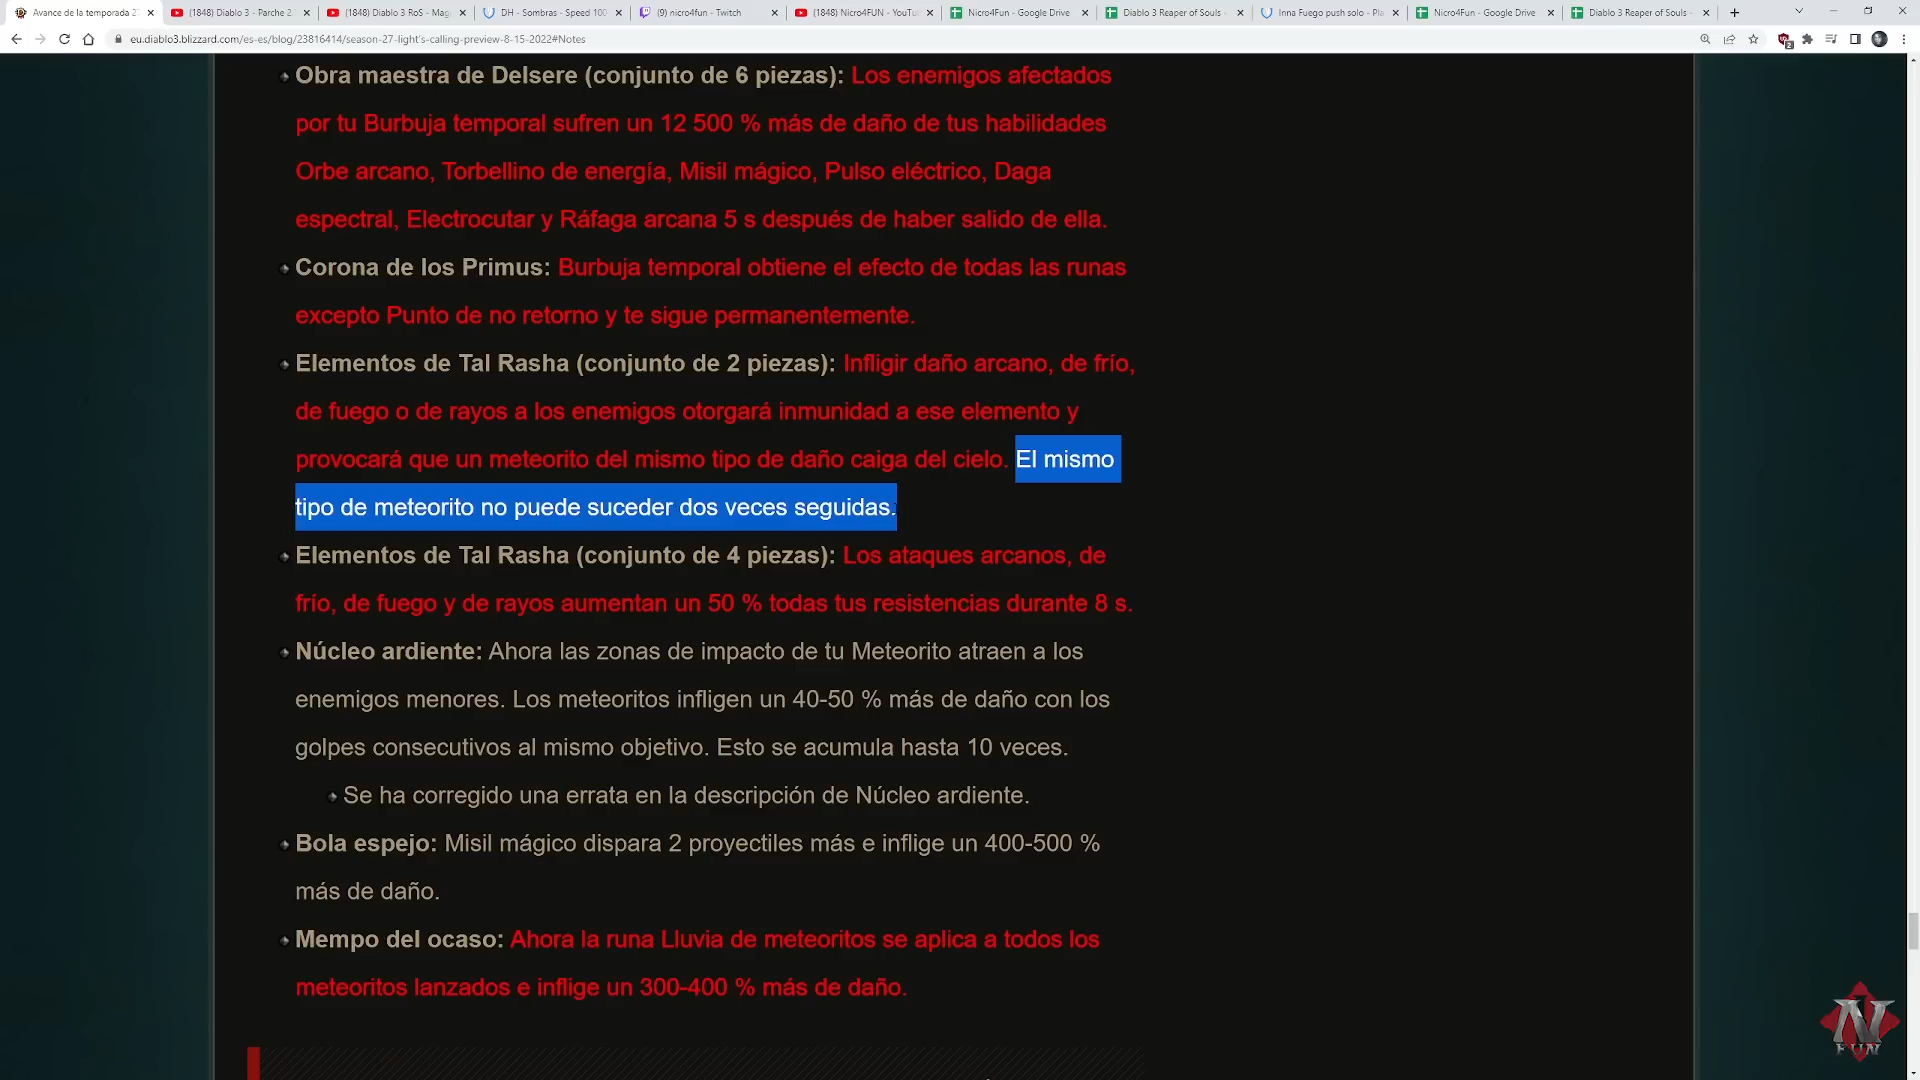 Avance de la temporada 2
(1848) Diablo 3 - Parche 2.
(1848) Diablo 3 RoS - Mag
DH - Sombras - Speed 100
(9) nicro4fun - Twitch
(1848) Nicro4FUN - YouTu
Nicro4Fun - Google Drive
Diablo 3 Reaper of Souls -
Inna Fuego push solo - Pla
Nicro4Fun - Google Drive
Diablo 3 Reaper of Souls -
eu.diablo3.blizzard.com/es-es/blog/23816414/season-27-light's-calling-preview-8-15-2022#Notes
Obra maestra de Delsere (conjunto de 6 piezas): Los enemigos afectados
por tu Burbuja temporal sufren un 12 500 % más de daño de tus habilidades
Orbe arcano, Torbellino de energía, Misil mágico, Pulso eléctrico, Daga
espectral, Electrocutar y Ráfaga arcana 5 s después de haber salido de ella.
Corona de los Primus: Burbuja temporal obtiene el efecto de todas las runas
excepto Punto de no retorno y te sigue permanentemente.
Elementos de Tal Rasha (conjunto de 2 piezas): Infligir daño arcano, de frío,
de fuego o de rayos a los enemigos otorgará inmunidad a ese elemento y
provocará que un meteorito del mismo tipo de daño caiga del cielo. El mismo
tipo de meteorito no puede suceder dos veces seguidas.
Elementos de Tal Rasha (conjunto de 4 piezas): Los ataques arcanos, de
frío, de fuego y de rayos aumentan un 50 % todas tus resistencias durante 8 s.
Núcleo ardiente: Ahora las zonas de impacto de tu Meteorito atraen a los
enemigos menores. Los meteoritos infligen un 40-50 % más de daño con los
golpes consecutivos al mismo objetivo. Esto se acumula hasta 10 veces.
Se ha corregido una errata en la descripción de Núcleo ardiente.
Bola espejo: Misil mágico dispara 2 proyectiles más e inflige un 400-500 %
más de daño.
Mempo del ocaso: Ahora la runa Lluvia de meteoritos se aplica a todos los
meteoritos lanzados e inflige un 300-400 % más de daño.
N
FUN